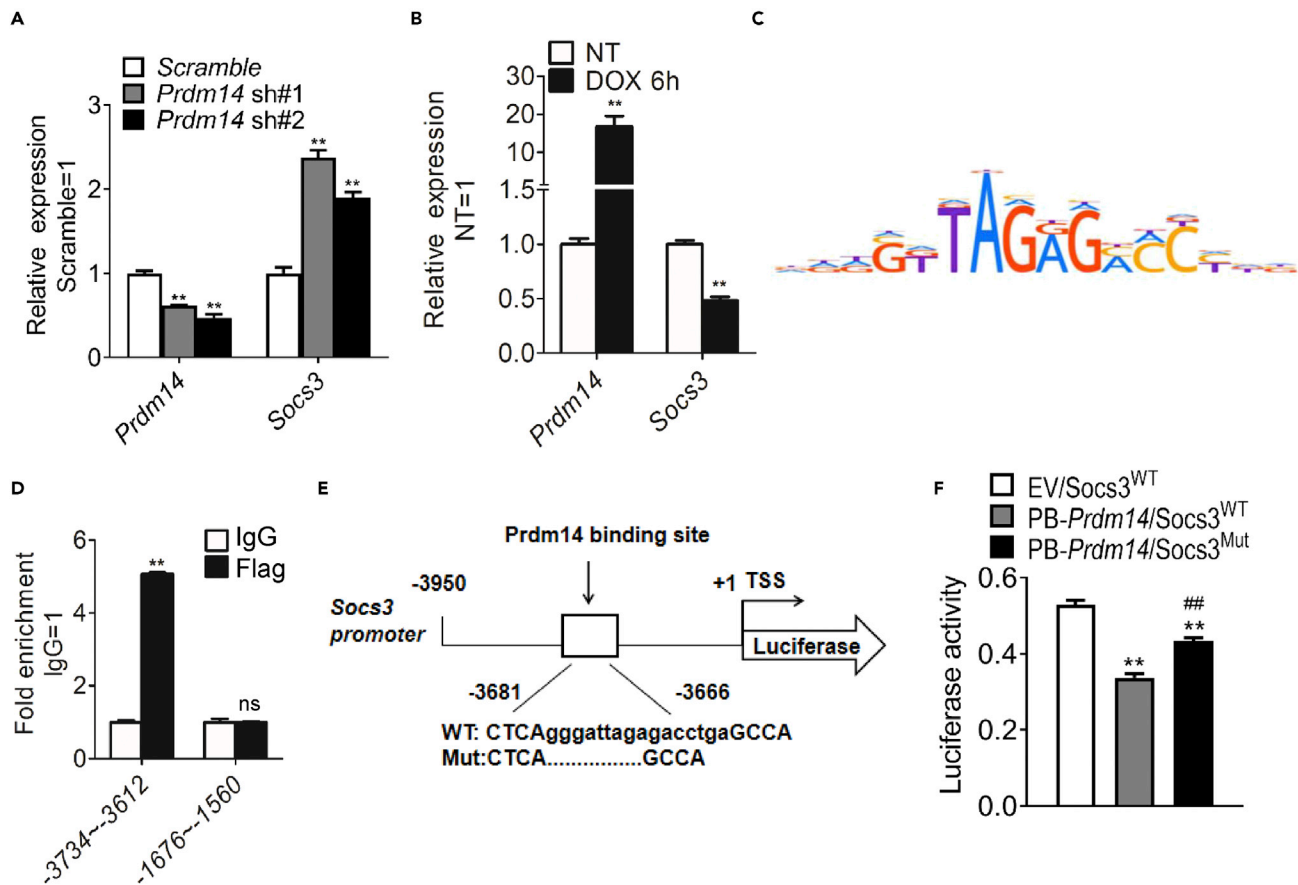 A
Scramble
Prdm14 sh#1
Prdm14 sh#2
Relative expression
Scramble=1
3
2
1
0
**
**
**
**
Prdm14
Socs3
B
NT
DOX 6h
Relative expression
NT=1
30
20
10
1.5
1.0
0.5
0.0
**
**
Prdm14
Socs3
C
TAGAGACC
D
IgG
Flag
Fold enrichment
IgG=1
6
4
2
0
**
ns
-3734~-3612
-1676~-1560
E
Prdm14 binding site
-3950
+1 TSS
Socs3
promoter
Luciferase
-3681
-3666
WT: CTCAgggattagagacctgaGCCA
Mut:CTCA................GCCA
F
EV/Socs3WT
PB-Prdm14/Socs3WT
PB-Prdm14/Socs3Mut
Luciferase activity
0.6
0.4
0.2
0.0
**
##
**